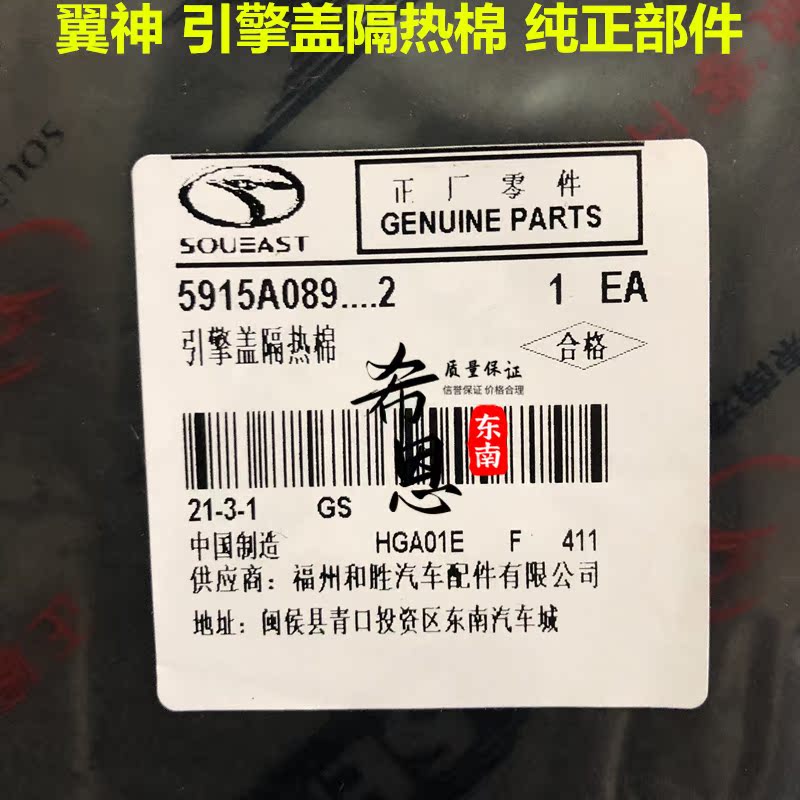 翼神 引擎盖隔热棉 纯正部件
SOUEAST
正厂零件
GENUINE PARTS
5915A089....2 1 EA
引擎盖隔热棉
合格
希恩
质量保证
信誉保证 价格合理
东南
21-3-1 GS
中国制造 HGA01E F 411
供应商：福州和胜汽车配件有限公司
地址：闽侯县青口投资区东南汽车城